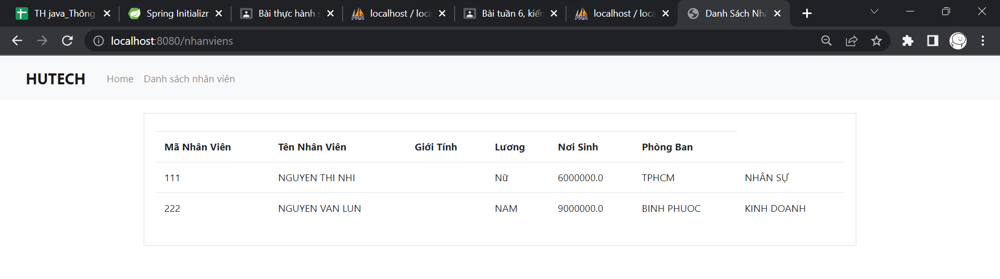 TH java_Thông
Spring Initializr
Bài thực hành s
localhost / loca
Bài tuần 6, kiển
localhost / loca
Danh Sách Nhâ
localhost:8080/nhanviens
HUTECH Home Danh sách nhân viên
Mã Nhân Viên Tên Nhân Viên Giới Tính Lương Nơi Sinh Phòng Ban
111 NGUYEN THI NHI Nữ 6000000.0 TPHCM NHÂN SỰ
222 NGUYEN VAN LUN NAM 9000000.0 BINH PHUOC KINH DOANH